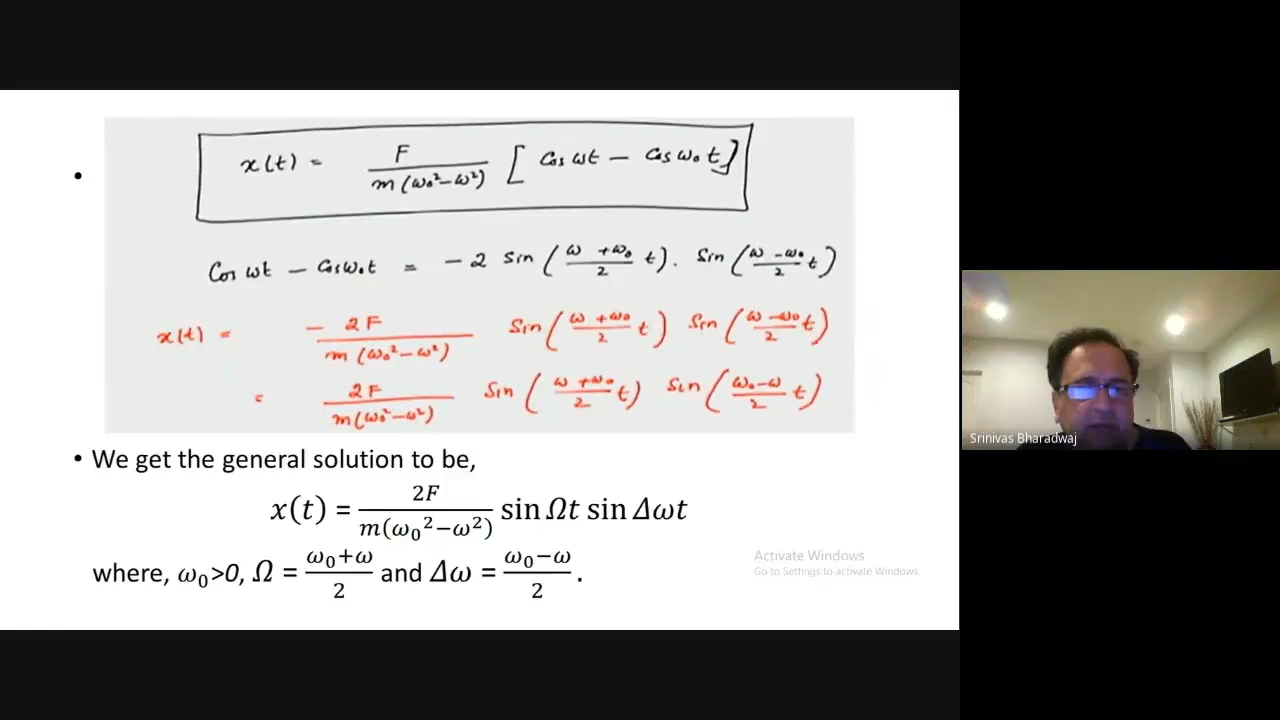 x(t) = F / m(ω₀²−ω²) [ Cos ωt − Cos ω₀t ]
Cos ωt − Cos ω₀t = − 2 Sin ( ω + ω₀ / 2 t ) . Sin ( ω − ω₀ / 2 t )
x(t) = − 2F / m(ω₀²−ω²) Sin ( ω + ω₀ / 2 t ) Sin ( ω − ω₀ / 2 t )
= 2F / m(ω₀²−ω²) Sin ( ω + ω₀ / 2 t ) Sin ( ω₀ − ω / 2 t )
• We get the general solution to be,
x(t) = 2F / m(ω₀²−ω²) sin Ωt sin Δωt
where, ω₀>0, Ω = ω₀+ω / 2 and Δω = ω₀−ω / 2 .
Activate Windows
Go to Settings to activate Windows.
Srinivas Bharadwaj